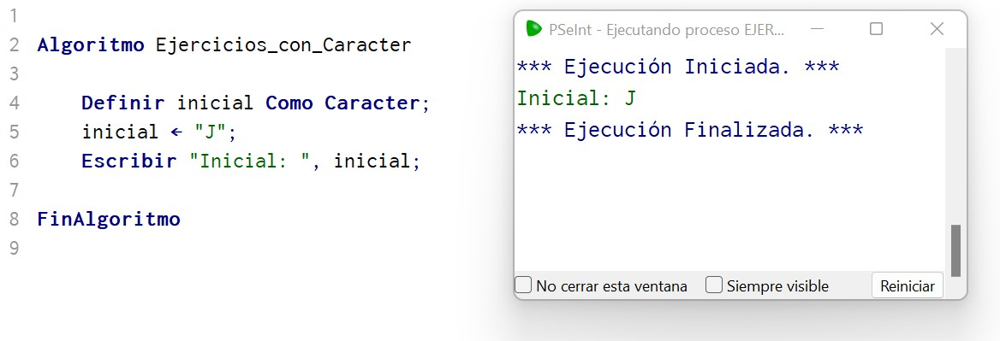 1
2 Algoritmo Ejercicios_con_Caracter
3
4 Definir inicial Como Caracter;
5 inicial ← "J";
6 Escribir "Inicial: ", inicial;
7
8 FinAlgoritmo
9
PSeInt - Ejecutando proceso EJER...
*** Ejecución Iniciada. ***
Inicial: J
*** Ejecución Finalizada. ***
No cerrar esta ventana Siempre visible Reiniciar